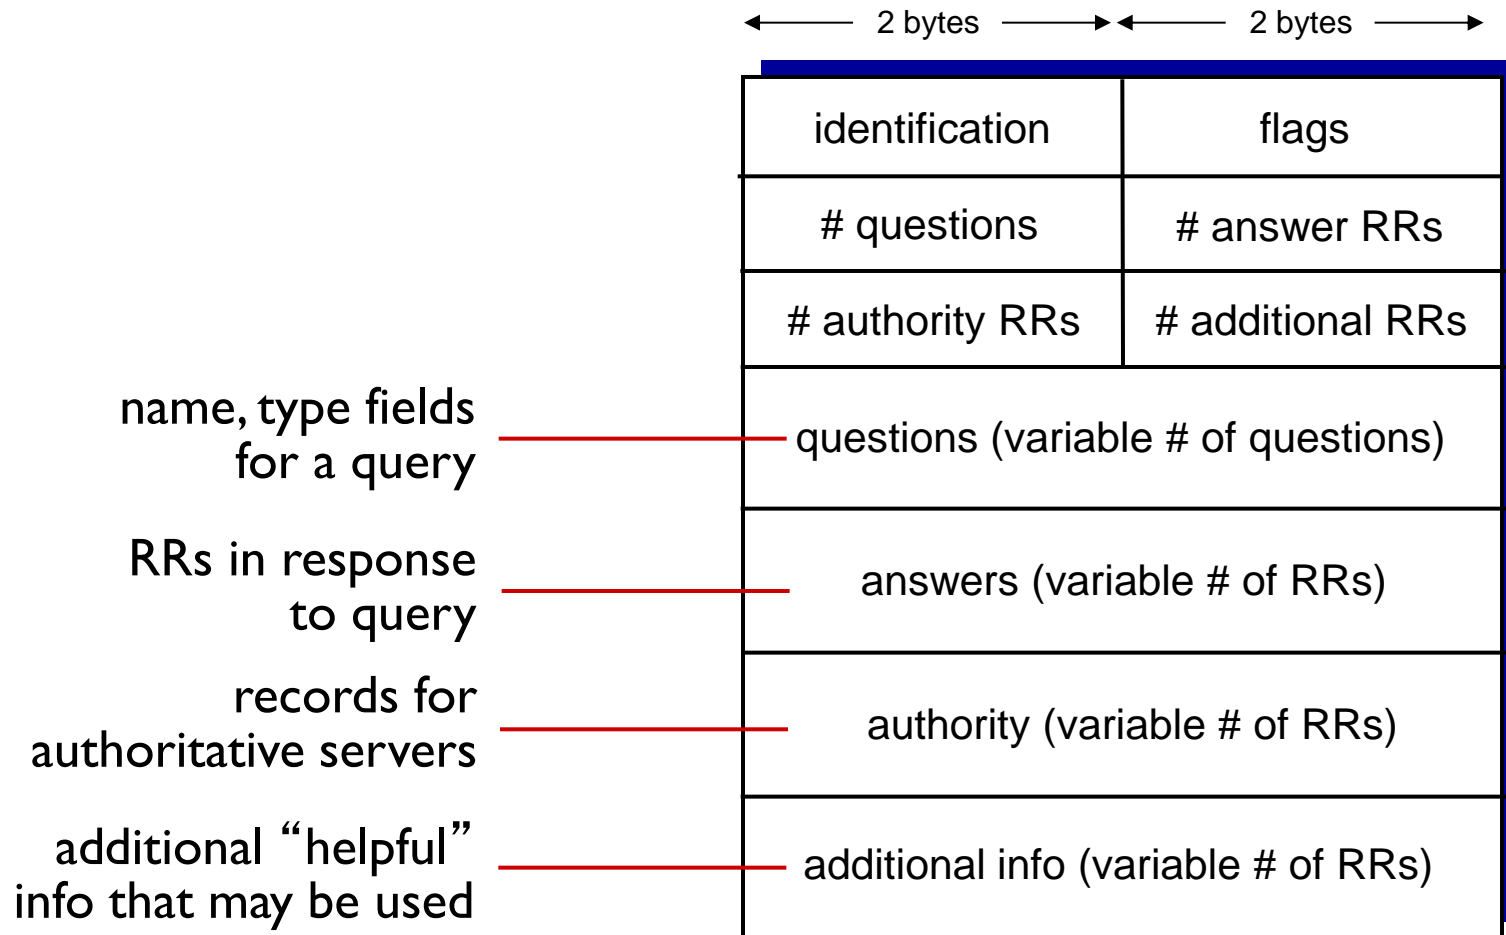 2 bytes 2 bytes
identification flags
# questions # answer RRs
# authority RRs # additional RRs
name, type fields
for a query
questions (variable # of questions)
RRs in response
to query
answers (variable # of RRs)
records for
authoritative servers
authority (variable # of RRs)
additional “helpful”
info that may be used
additional info (variable # of RRs)